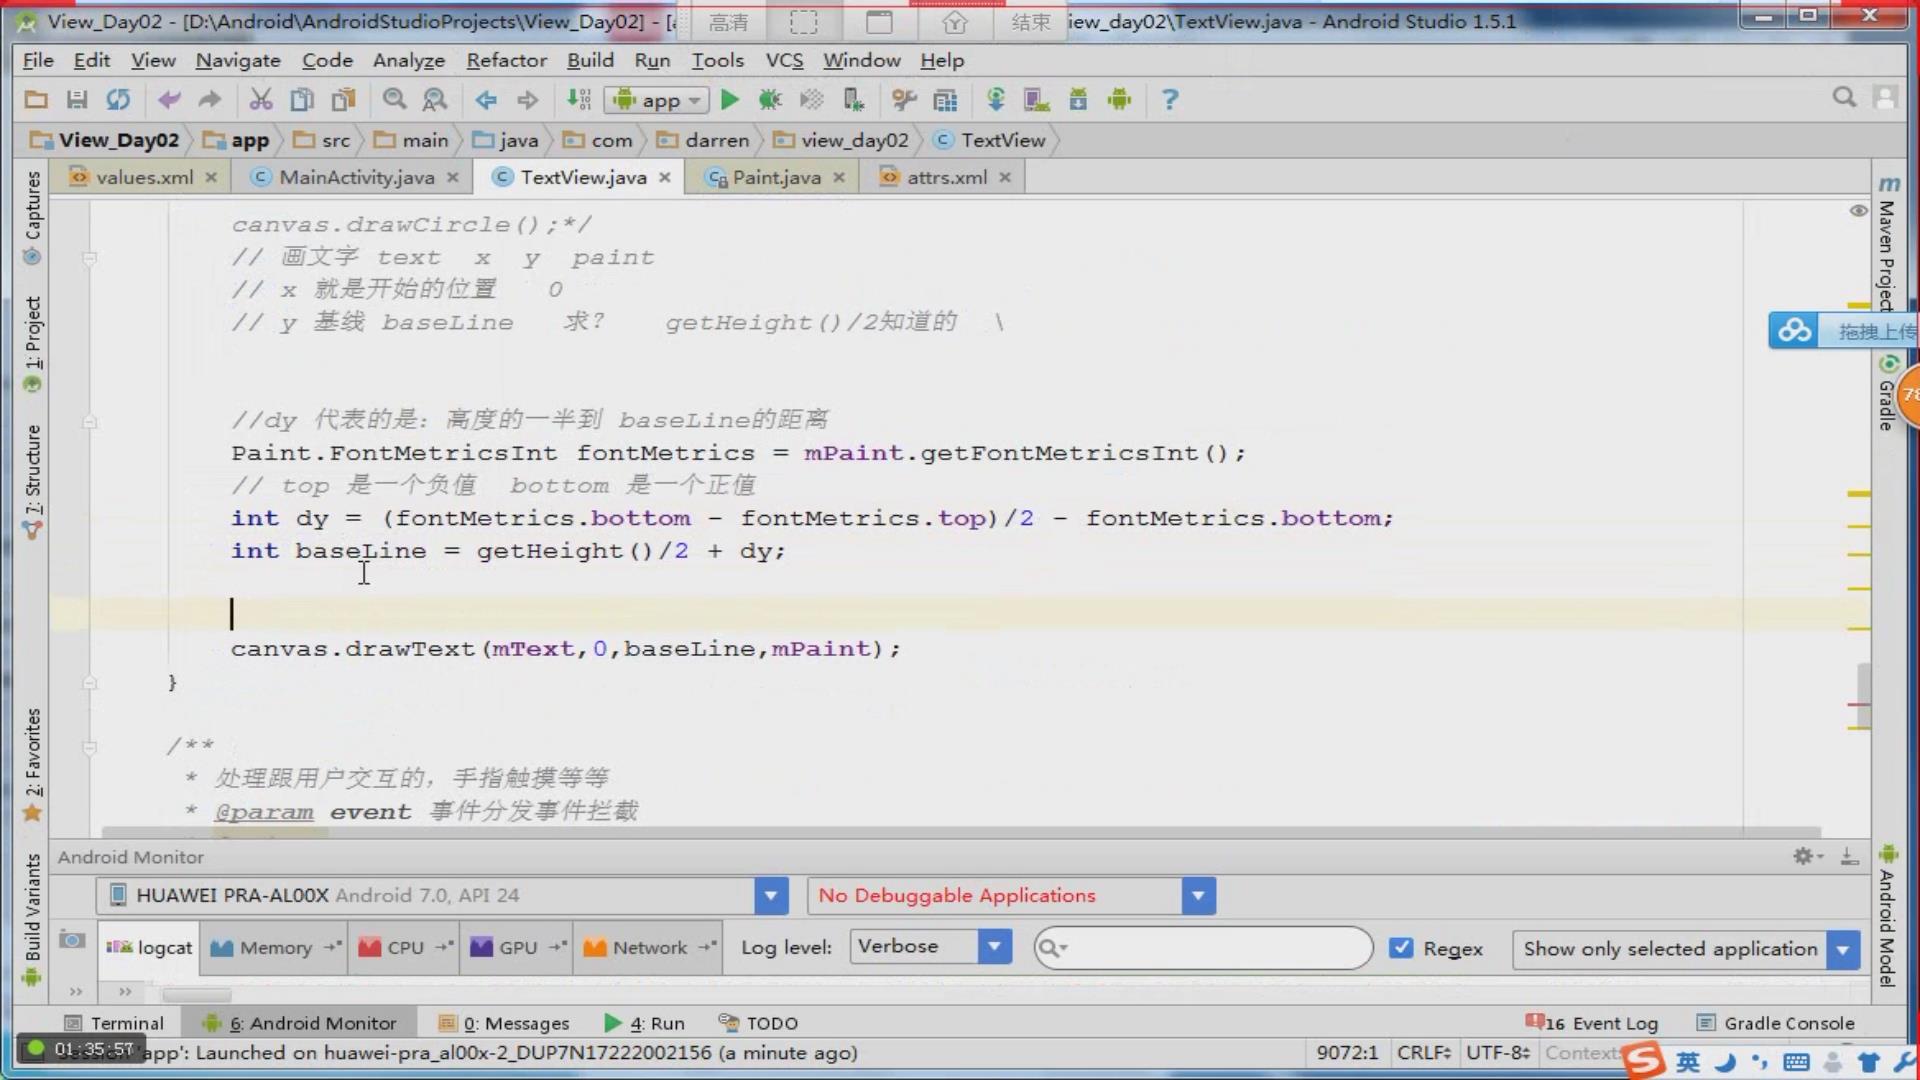 View_Day02 - [D:\Android\AndroidStudioProjects\View_Day02] - [a
高清
结束
iew_day02\TextView.java - Android Studio 1.5.1
File Edit View Navigate Code Analyze Refactor Build Run Tools VCS Window Help
app
View_Day02 app src main java com darren view_day02 TextView
values.xml MainActivity.java TextView.java Paint.java attrs.xml
canvas.drawCircle();*/
// 画文字 text x y paint
// x 就是开始的位置 0
// y 基线 baseLine 求? getHeight()/2知道的 \
//dy 代表的是: 高度的一半到 baseLine的距离
Paint.FontMetricsInt fontMetrics = mPaint.getFontMetricsInt();
// top 是一个负值 bottom 是一个正值
int dy = (fontMetrics.bottom - fontMetrics.top)/2 - fontMetrics.bottom;
int baseLine = getHeight()/2 + dy;
canvas.drawText(mText,0,baseLine,mPaint);
}
/**
* 处理跟用户交互的, 手指触摸等等
* @param event 事件分发事件拦截
Captures
1: Project
7: Structure
2: Favorites
Build Variants
Maven Project
拖拽上传
78
Gradle
Android Model
Android Monitor
HUAWEI PRA-AL00X Android 7.0, API 24
No Debuggable Applications
logcat Memory CPU GPU Network Log level: Verbose Regex Show only selected application
Terminal 6: Android Monitor 0: Messages 4: Run TODO 16 Event Log Gradle Console
01:35:57
'app': Launched on huawei-pra_al00x-2_DUP7N17222002156 (a minute ago)
9072:1 CRLF UTF-8 Context:
英